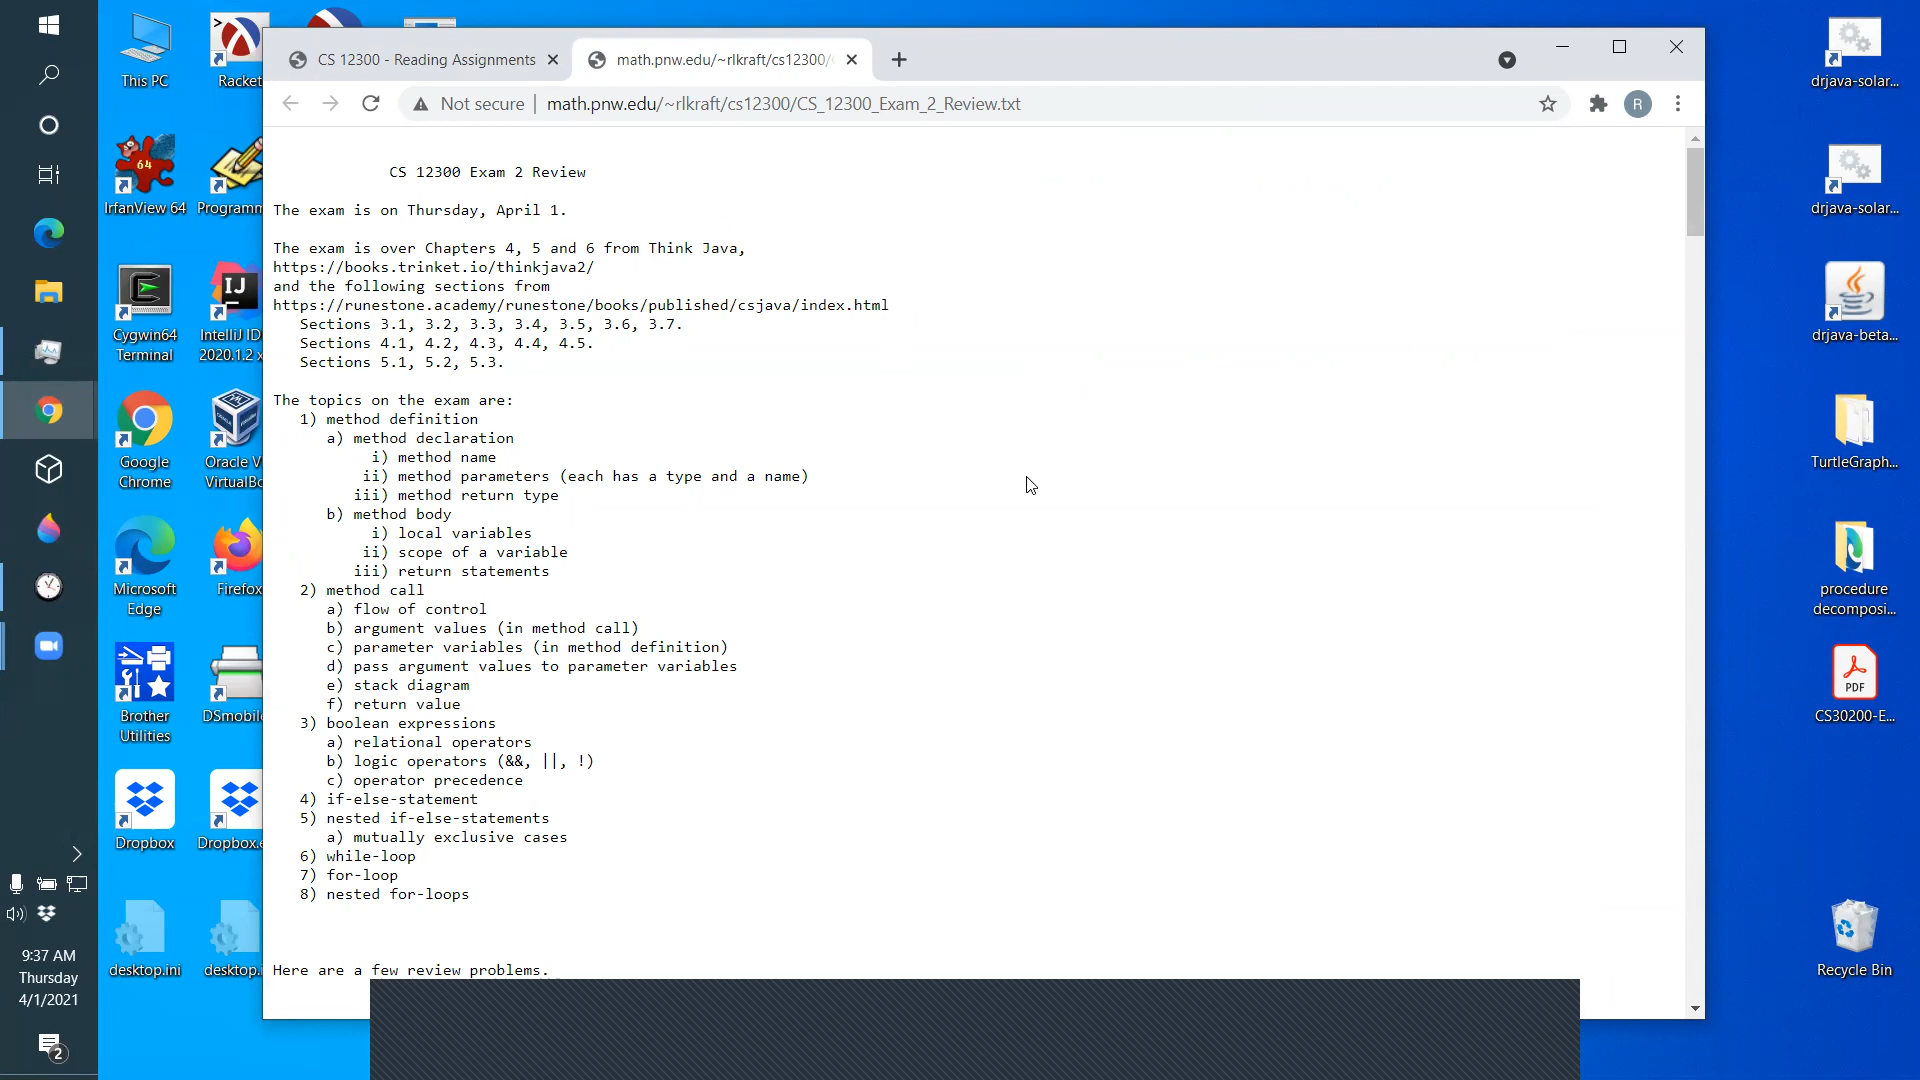 CS 12300 - Reading Assignments
math.pnw.edu/~rlkraft/cs12300/
Not secure
math.pnw.edu/~rlkraft/cs12300/CS_12300_Exam_2_Review.txt
R
CS 12300 Exam 2 Review
The exam is on Thursday, April 1.
The exam is over Chapters 4, 5 and 6 from Think Java,
https://books.trinket.io/thinkjava2/
and the following sections from
https://runestone.academy/runestone/books/published/csjava/index.html
Sections 3.1, 3.2, 3.3, 3.4, 3.5, 3.6, 3.7.
Sections 4.1, 4.2, 4.3, 4.4, 4.5.
Sections 5.1, 5.2, 5.3.
The topics on the exam are:
1) method definition
a) method declaration
i) method name
ii) method parameters (each has a type and a name)
iii) method return type
b) method body
i) local variables
ii) scope of a variable
iii) return statements
2) method call
a) flow of control
b) argument values (in method call)
c) parameter variables (in method definition)
d) pass argument values to parameter variables
e) stack diagram
f) return value
3) boolean expressions
a) relational operators
b) logic operators (&&, ||, !)
c) operator precedence
4) if-else-statement
5) nested if-else-statements
a) mutually exclusive cases
6) while-loop
7) for-loop
8) nested for-loops
Here are a few review problems.
This PC
Racket
64
IrfanView 64
Programm
Cygwin64
Terminal
IJ
IntelliJ ID
2020.1.2 x
Google
Chrome
Oracle V
VirtualBo
Microsoft
Edge
Firefox
Brother
Utilities
DSmobile
Dropbox
Dropbox.e
desktop.ini
desktop.i
9:37 AM
Thursday
4/1/2021
2
drjava-solar...
drjava-solar...
drjava-beta...
TurtleGraph...
procedure
decomposi...
PDF
CS30200-E...
Recycle Bin